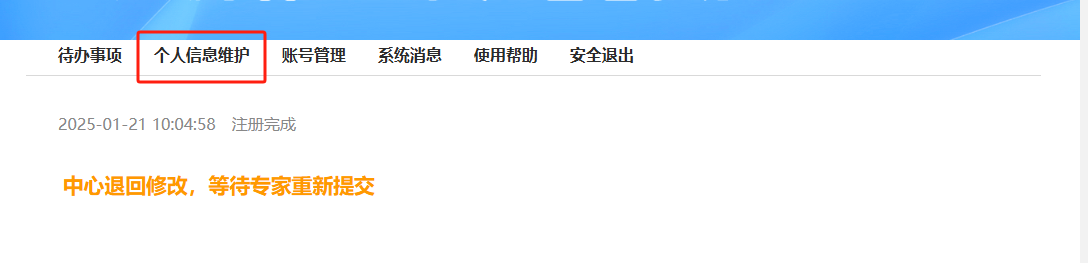 待办事项 个人信息维护 账号管理 系统消息 使用帮助 安全退出
2025-01-21 10:04:58 注册完成
中心退回修改，等待专家重新提交